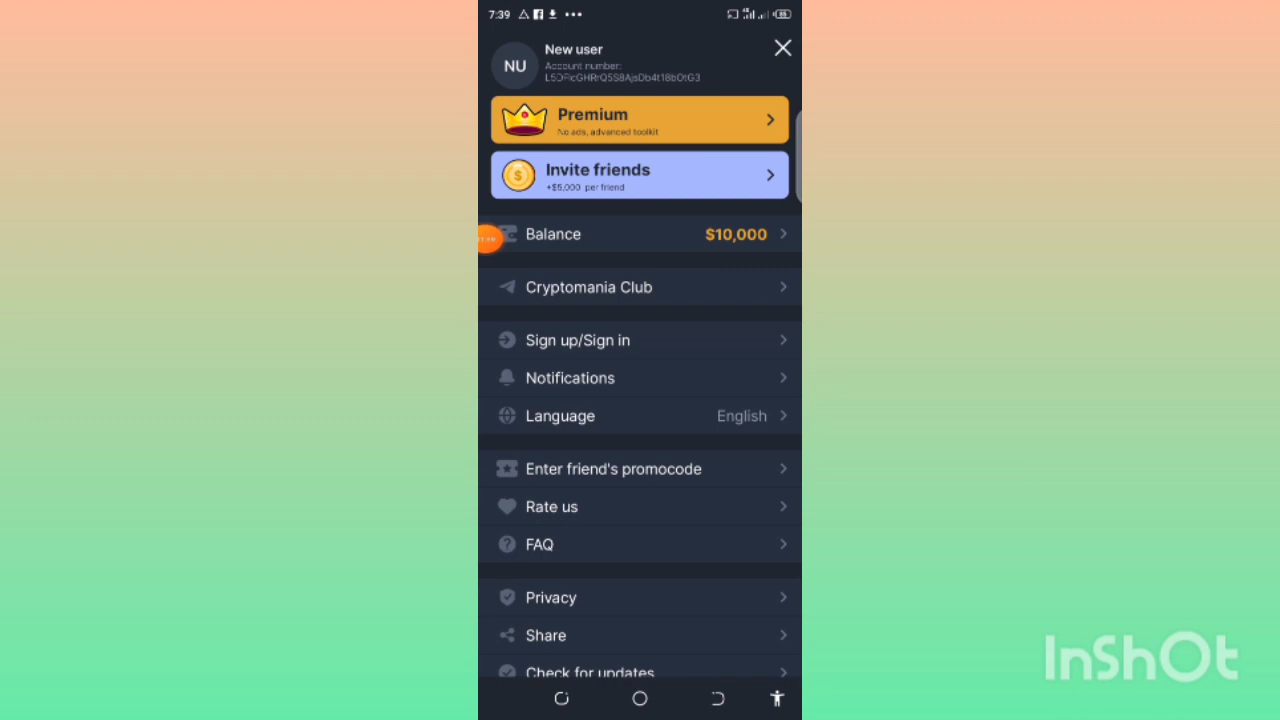 7:39
New user
NU
Account number:
Premium
No ads, advanced toolkit
Invite friends
+$5,000 per friend
Balance $10,000
Cryptomania Club
Sign up/Sign in
Notifications
Language English
Enter friend's promocode
Rate us
FAQ
Privacy
Share
Check for updates
InShOt